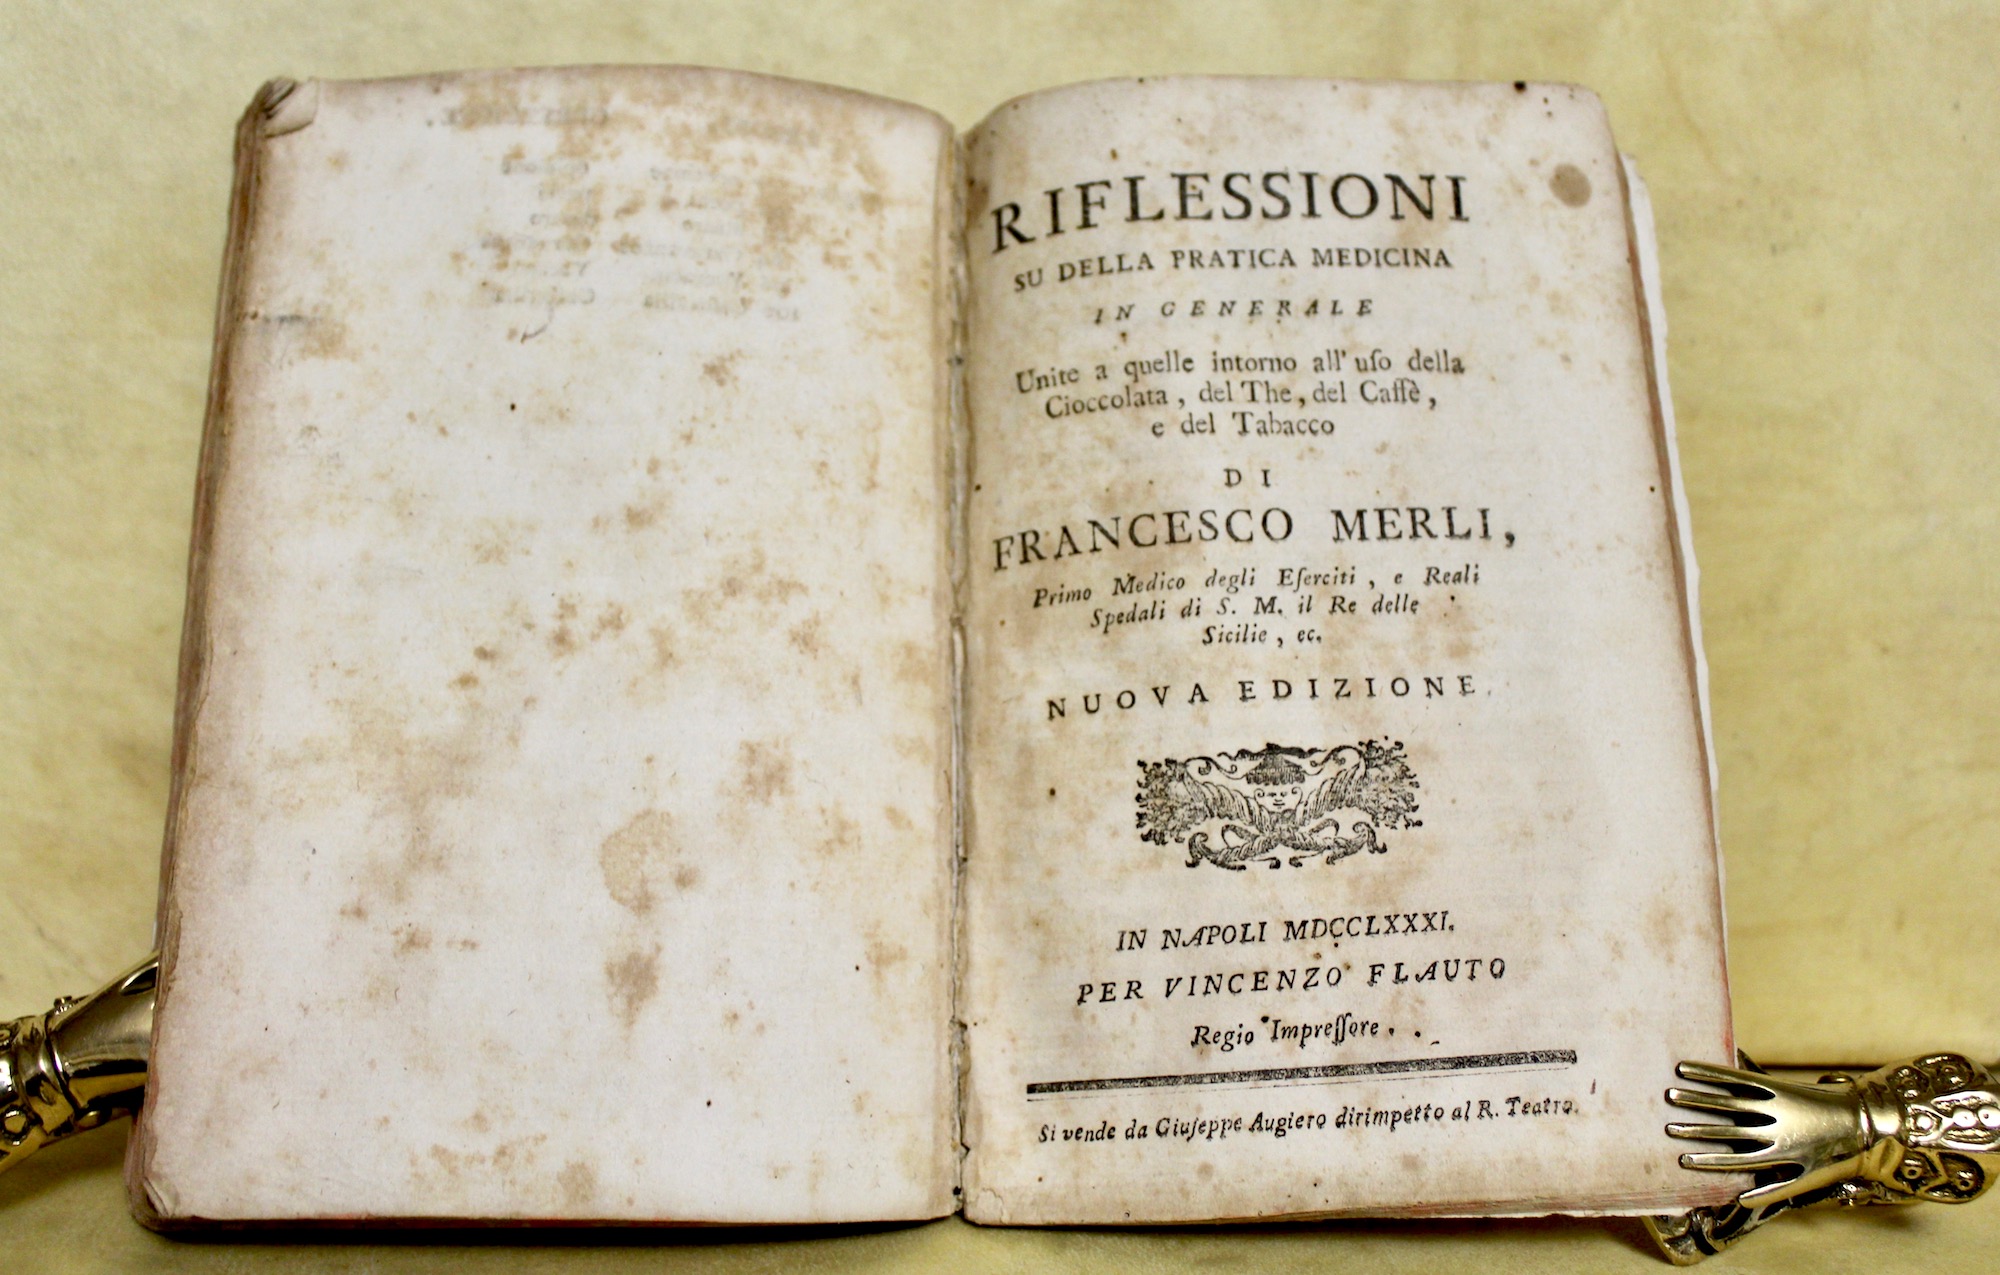 RIFLESSIONI
SU DELLA PRATICA MEDICINA
IN GENERALE
Unite a quelle intorno all' uſo della
Cioccolata, del The, del Caffè,
e del Tabacco
DI
FRANCESCO MERLI,
Primo Medico degli Eſerciti, e Reali
Spedali di S. M. il Re delle
Sicilie, ec.
NUOVA EDIZIONE.
IN NAPOLI MDCCLXXXI.
PER VINCENZO FLAUTO
Regio Impreſſore.
Si vende da Giuſeppe Augiero dirimpetto al R. Teatro.